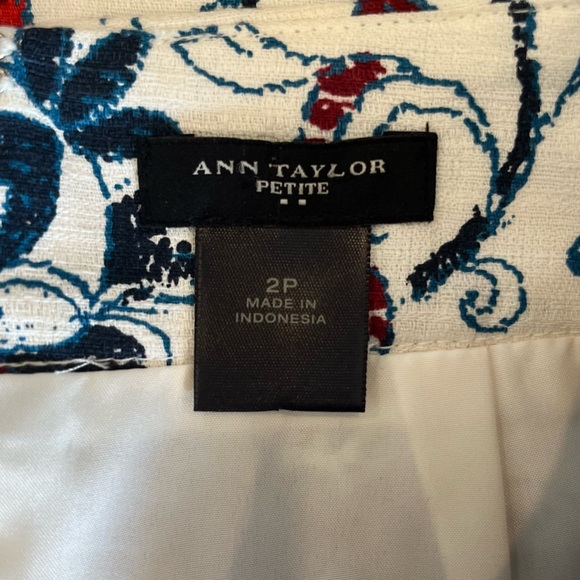 ANN TAYLOR
PETITE
2P
MADE IN
INDONESIA